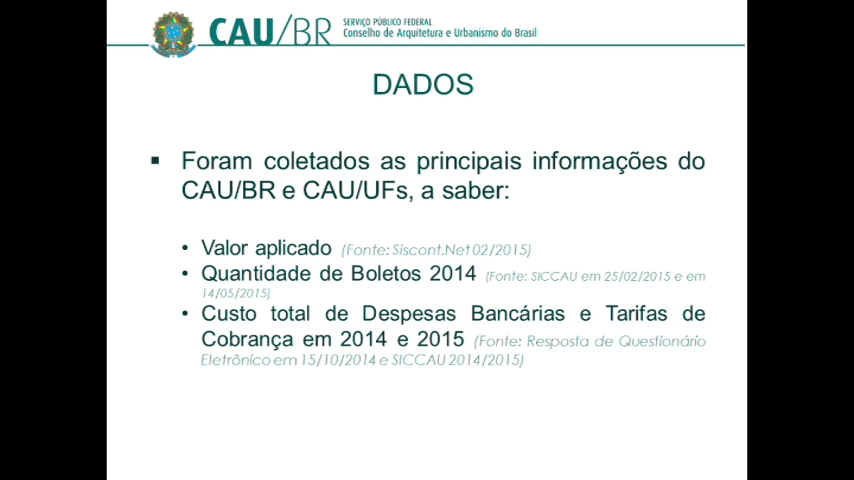 CAU/BR
SERVIÇO PÚBLICO FEDERAL
Conselho de Arquitetura e Urbanismo do Brasil
DADOS
▪ Foram coletados as principais informações do
CAU/BR e CAU/UFs, a saber:
• Valor aplicado (Fonte: Siscont.Net 02/2015)
• Quantidade de Boletos 2014 (Fonte: SICCAU em 25/02/2015 e em
14/05/2015)
• Custo total de Despesas Bancárias e Tarifas de
Cobrança em 2014 e 2015 (Fonte: Resposta de Questionário
Eletrônico em 15/10/2014 e SICCAU 2014/2015)